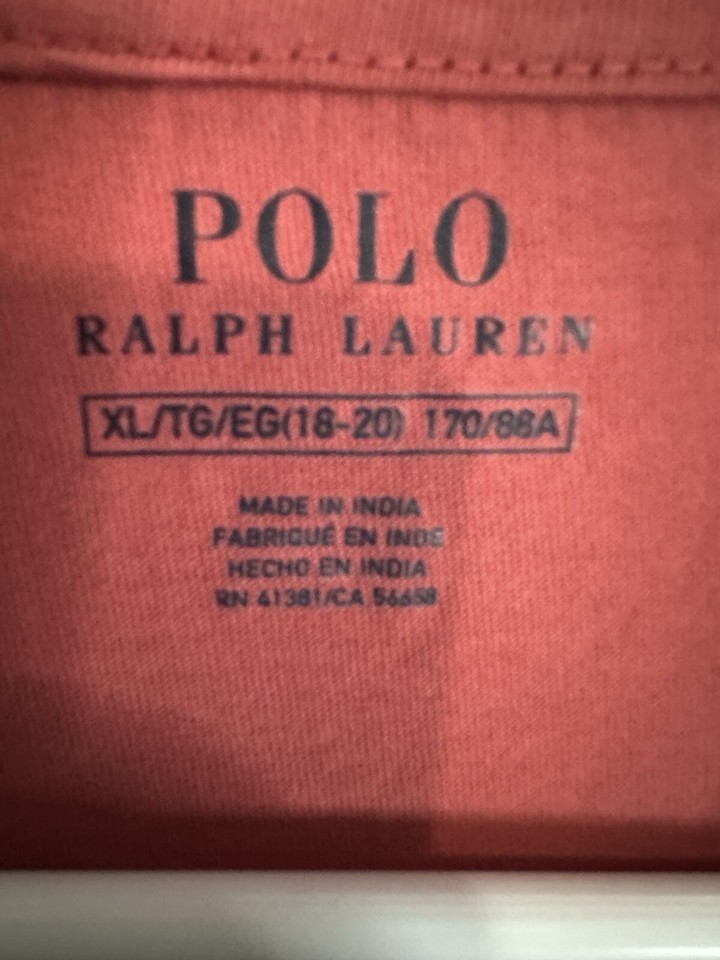 POLO
RALPH LAUREN
XL/TG/EG(18-20) 170/88A
MADE IN INDIA
FABRIQUÉ EN INDE
HECHO EN INDIA
RN 41381/CA 56658